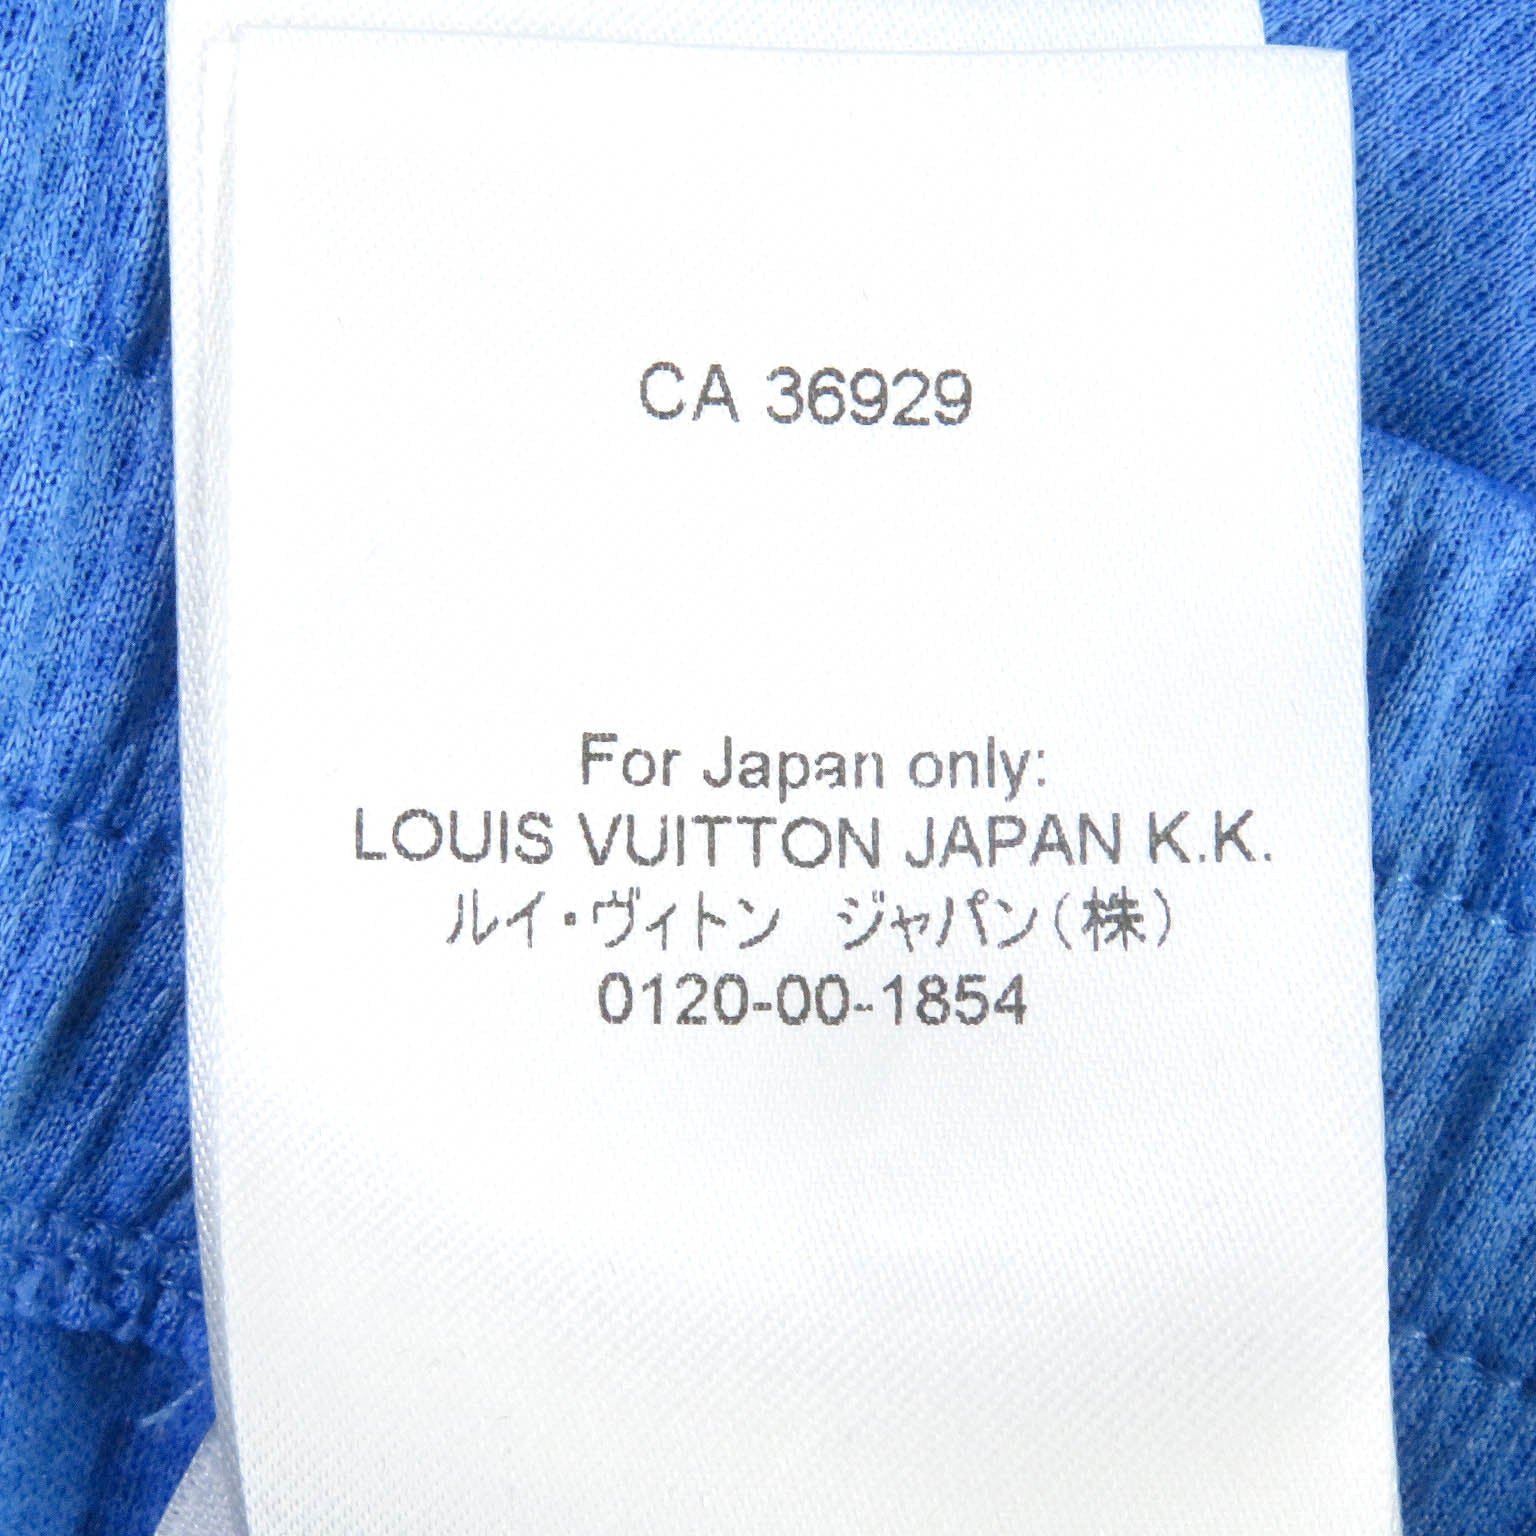 CA 36929
For Japan only:
LOUIS VUITTON JAPAN K.K.
ルイ・ヴィトン　ジャパン(株)
0120-00-1854